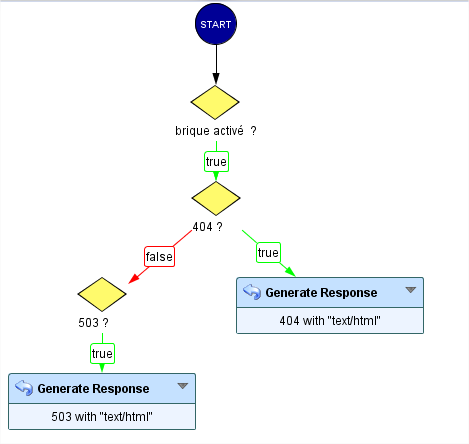 START
brique activé ?
true
404 ?
false
true
503 ?
Generate Response
404 with "text/html"
true
Generate Response
503 with "text/html"